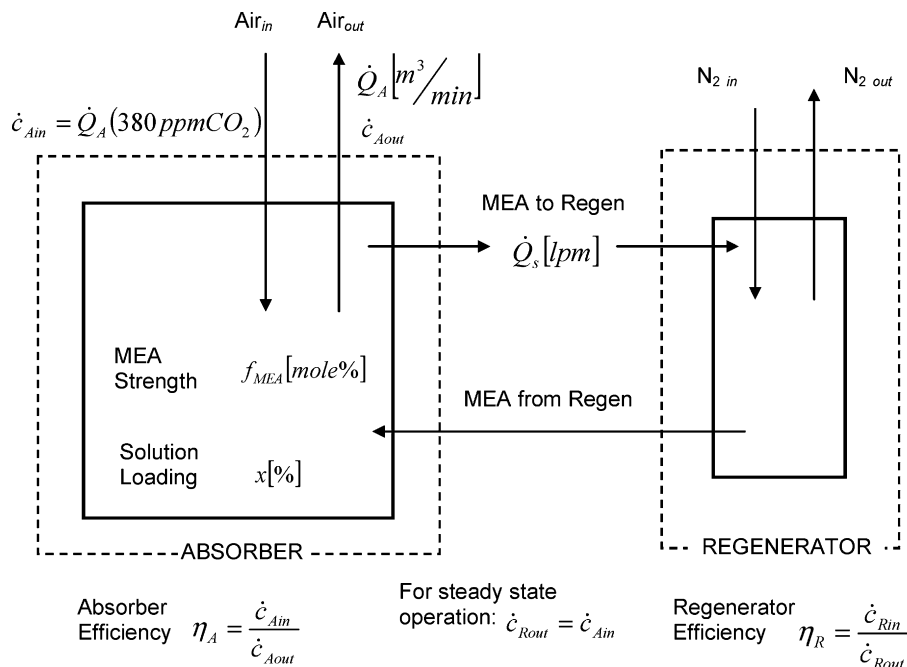 Air_in Air_out
Q̇_A [m³/min]
N₂ in N₂ out
ċ_Ain = Q̇_A (380 ppmCO₂)
ċ_Aout
MEA to Regen
Q̇_s [lpm]
MEA
Strength f_MEA [mole%]
MEA from Regen
Solution
Loading x[%]
ABSORBER
REGENERATOR
Absorber
Efficiency η_A = ċ_Ain / ċ_Aout
For steady state
operation: ċ_Rout = ċ_Ain
Regenerator
Efficiency η_R = ċ_Rin / ċ_Rout